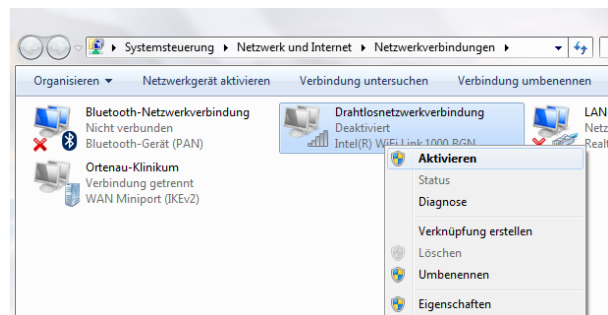 Systemsteuerung ▸ Netzwerk und Internet ▸ Netzwerkverbindungen ▸
Organisieren ▾ Netzwerkgerät aktivieren Verbindung untersuchen Verbindung umbenennen
Bluetooth-Netzwerkverbindung
Nicht verbunden
Bluetooth-Gerät (PAN)
Drahtlosnetzwerkverbindung
Deaktiviert
Intel(R) WiFi Link 1000 BGN
LAN
Netz
Realt
Ortenau-Klinikum
Verbindung getrennt
WAN Miniport (IKEv2)
Aktivieren
Status
Diagnose
Verknüpfung erstellen
Löschen
Umbenennen
Eigenschaften